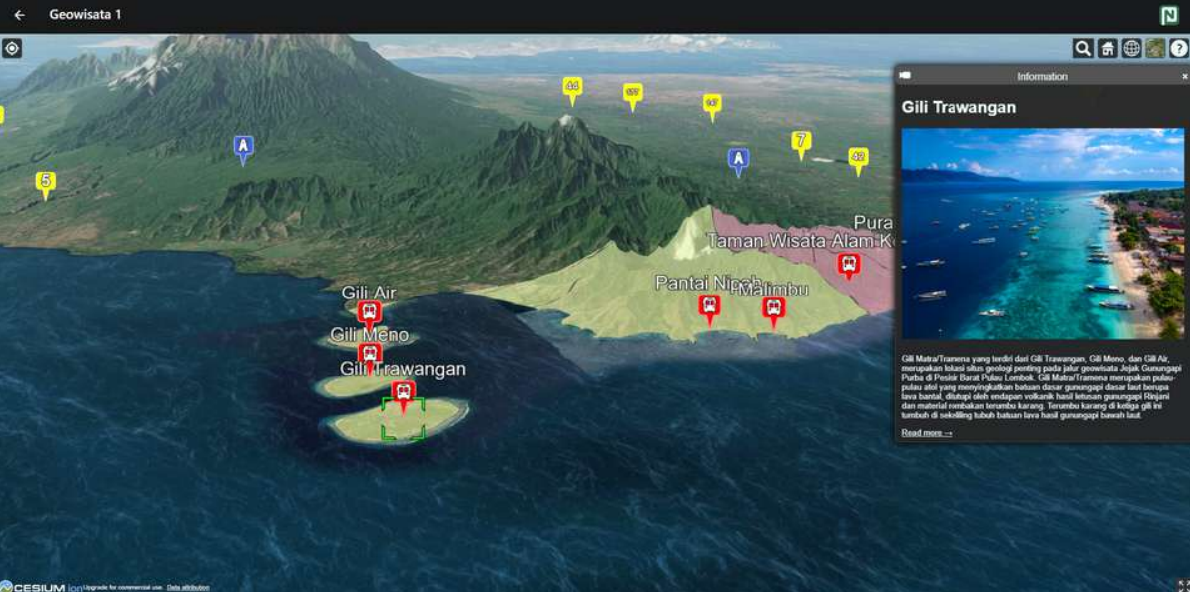 Geowisata 1
44
177
147
7
42
5
A
A
Information
Gili Trawangan
Pura
Taman Wisata Alam Ke
Pantai Nipah
Malimbu
Gili Air
Gili Meno
Gili Trawangan
Gili Matra/Tramena yang terdiri dari Gili Trawangan, Gili Meno, dan Gili Air,
merupakan lokasi situs geologi penting pada jalur geowisata Jejak Gunungapi
Purba di Pesisir Barat Pulau Lombok. Gili Matra/Tramena merupakan pulau-
pulau atol yang menyingkatkan batuan dasar gunungapi dasar laut berupa
lava bantal, ditutupi oleh endapan volkanik hasil letusan gunungapi Rinjani
dan material rombakan terumbu karang. Terumbu karang di ketiga gili ini
tumbuh di sekeliling tubuh batuan lava hasil gunungapi bawah laut.
Read more →
CESIUM ion Upgrade for commercial use. Data attribution